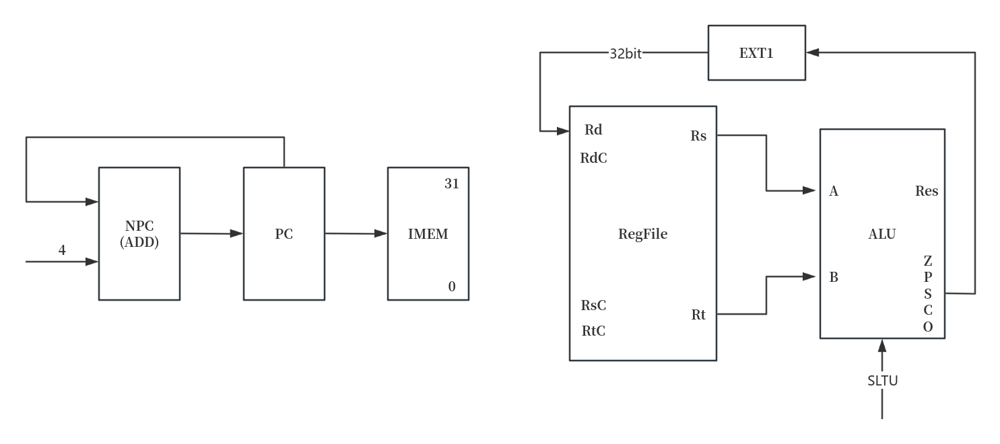 4
NPC
(ADD)
PC
31
IMEM
0
32bit
EXT1
Rd
RdC
Rs
RegFile
RsC
RtC
Rt
A
B
Res
ALU
Z
P
S
C
O
SLTU